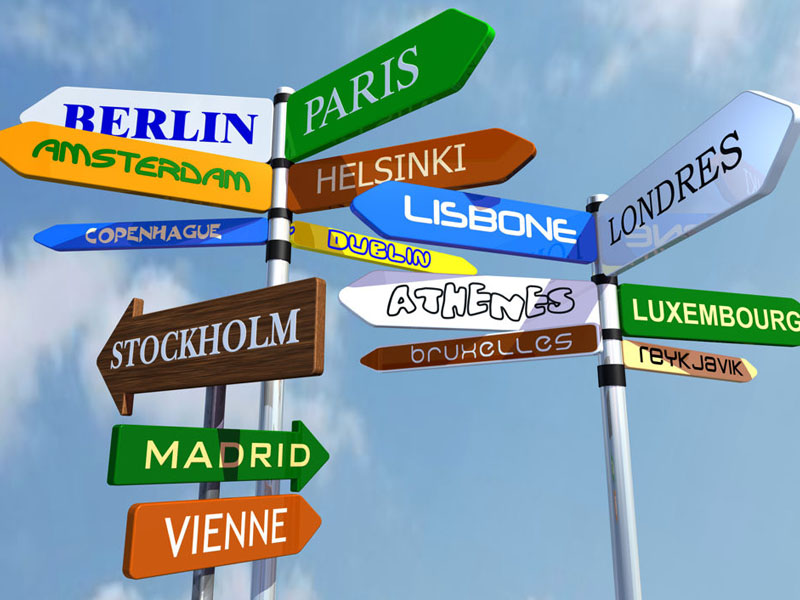 BERLIN
PARIS
AMSTERDAM
HELSINKI
COPENHAGUE
DUBLIN
STOCKHOLM
MADRID
VIENNE
LISBONE
LONDRES
ATHENES
LUXEMBOURG
bruxelles
REYKJAVIK